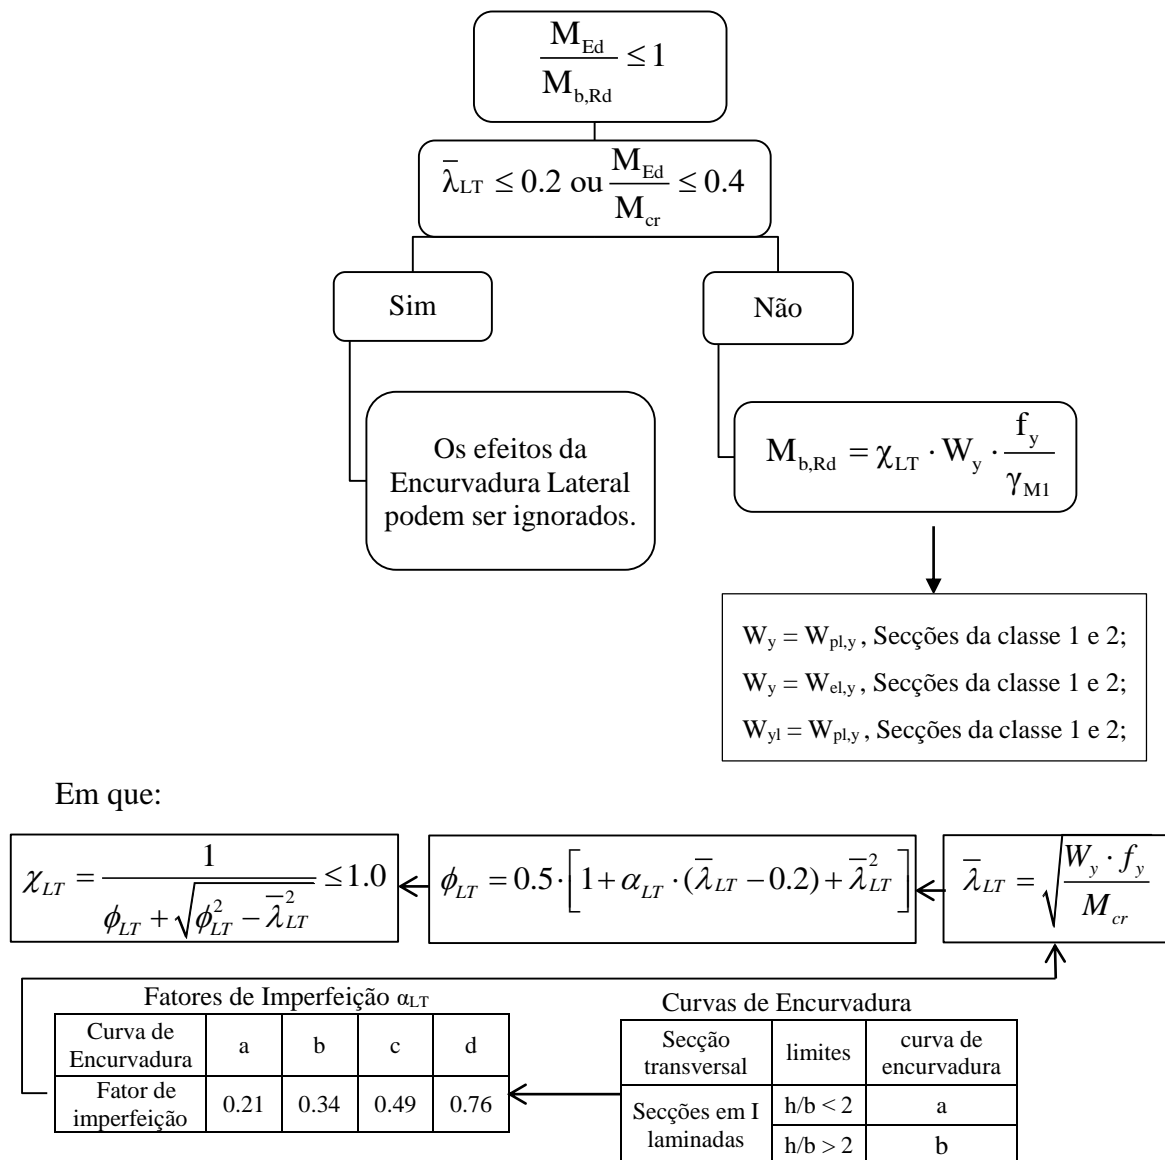 M_Ed / M_b,Rd ≤ 1
λ̅_LT ≤ 0.2 ou M_Ed / M_cr ≤ 0.4
Sim
Não
Os efeitos da
Encurvadura Lateral
podem ser ignorados.
M_b,Rd = χ_LT · W_y · f_y / γ_M1
W_y = W_pl,y , Secções da classe 1 e 2;
W_y = W_el,y , Secções da classe 1 e 2;
W_yl = W_pl,y , Secções da classe 1 e 2;
Em que:
χ_LT = 1 / (ϕ_LT + √(ϕ_LT² − λ̅_LT²)) ≤ 1.0
ϕ_LT = 0.5 · [1 + α_LT · (λ̅_LT − 0.2) + λ̅_LT²]
λ̅_LT = √(W_y · f_y / M_cr)
Fatores de Imperfeição α_LT
Curva de Encurvadura a b c d
Fator de imperfeição 0.21 0.34 0.49 0.76
Curvas de Encurvadura
Secção transversal limites curva de encurvadura
Secções em I laminadas h/b < 2 a
h/b > 2 b